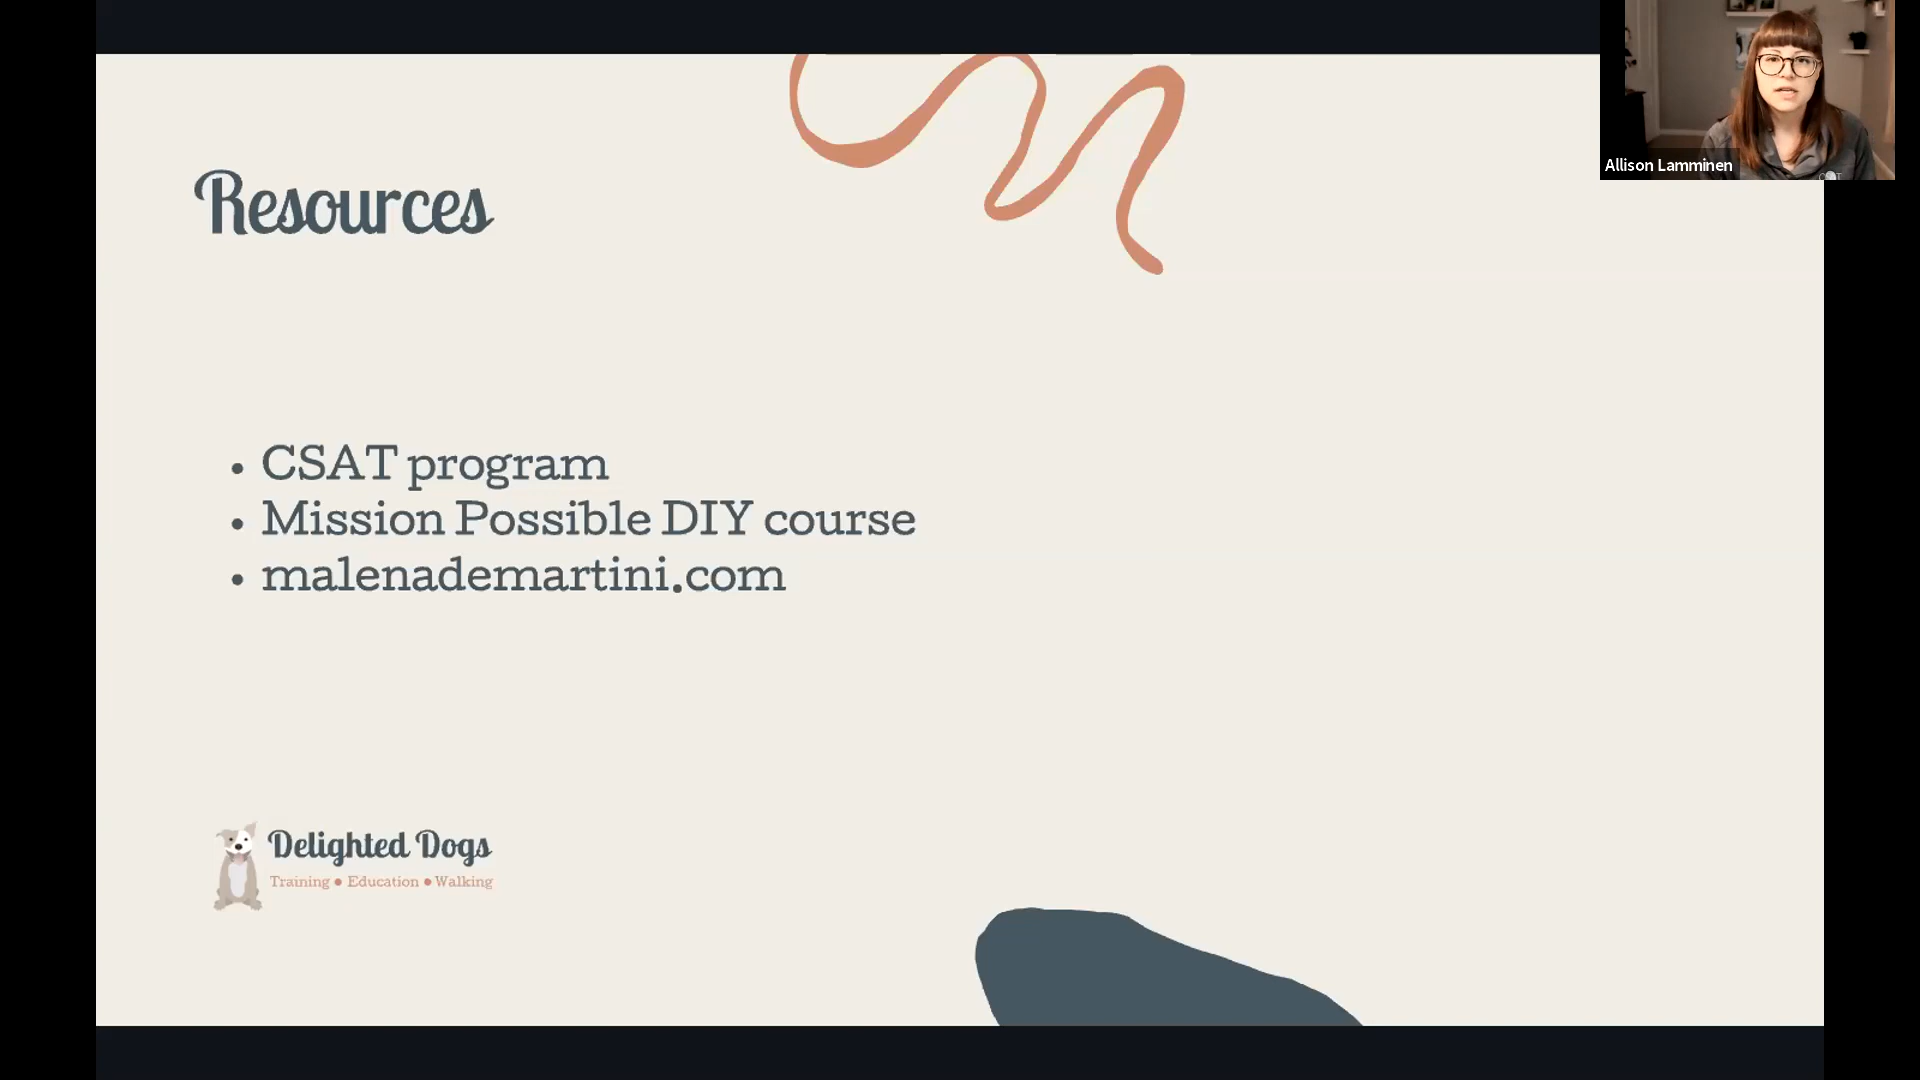 Allison Lamminen
Resources
• CSAT program
• Mission Possible DIY course
• malenademartini.com
Delighted Dogs
Training • Education • Walking